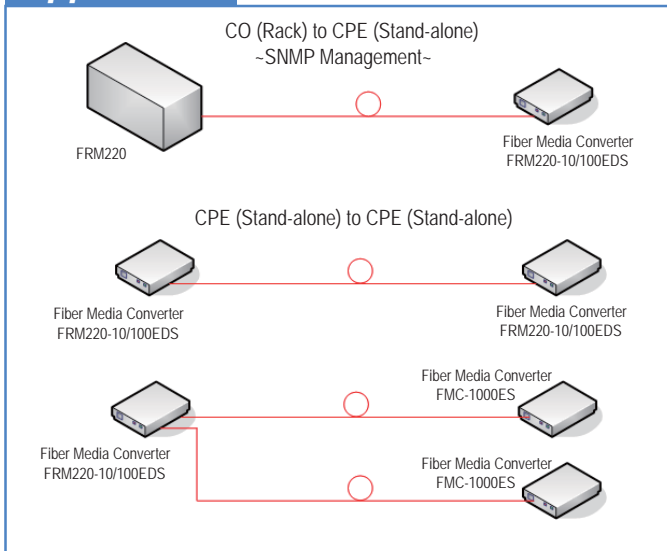 CO (Rack) to CPE (Stand-alone)
~SNMP Management~
FRM220
Fiber Media Converter
FRM220-10/100EDS
CPE (Stand-alone) to CPE (Stand-alone)
Fiber Media Converter
FRM220-10/100EDS
Fiber Media Converter
FRM220-10/100EDS
Fiber Media Converter
FMC-1000ES
Fiber Media Converter
FRM220-10/100EDS
Fiber Media Converter
FMC-1000ES